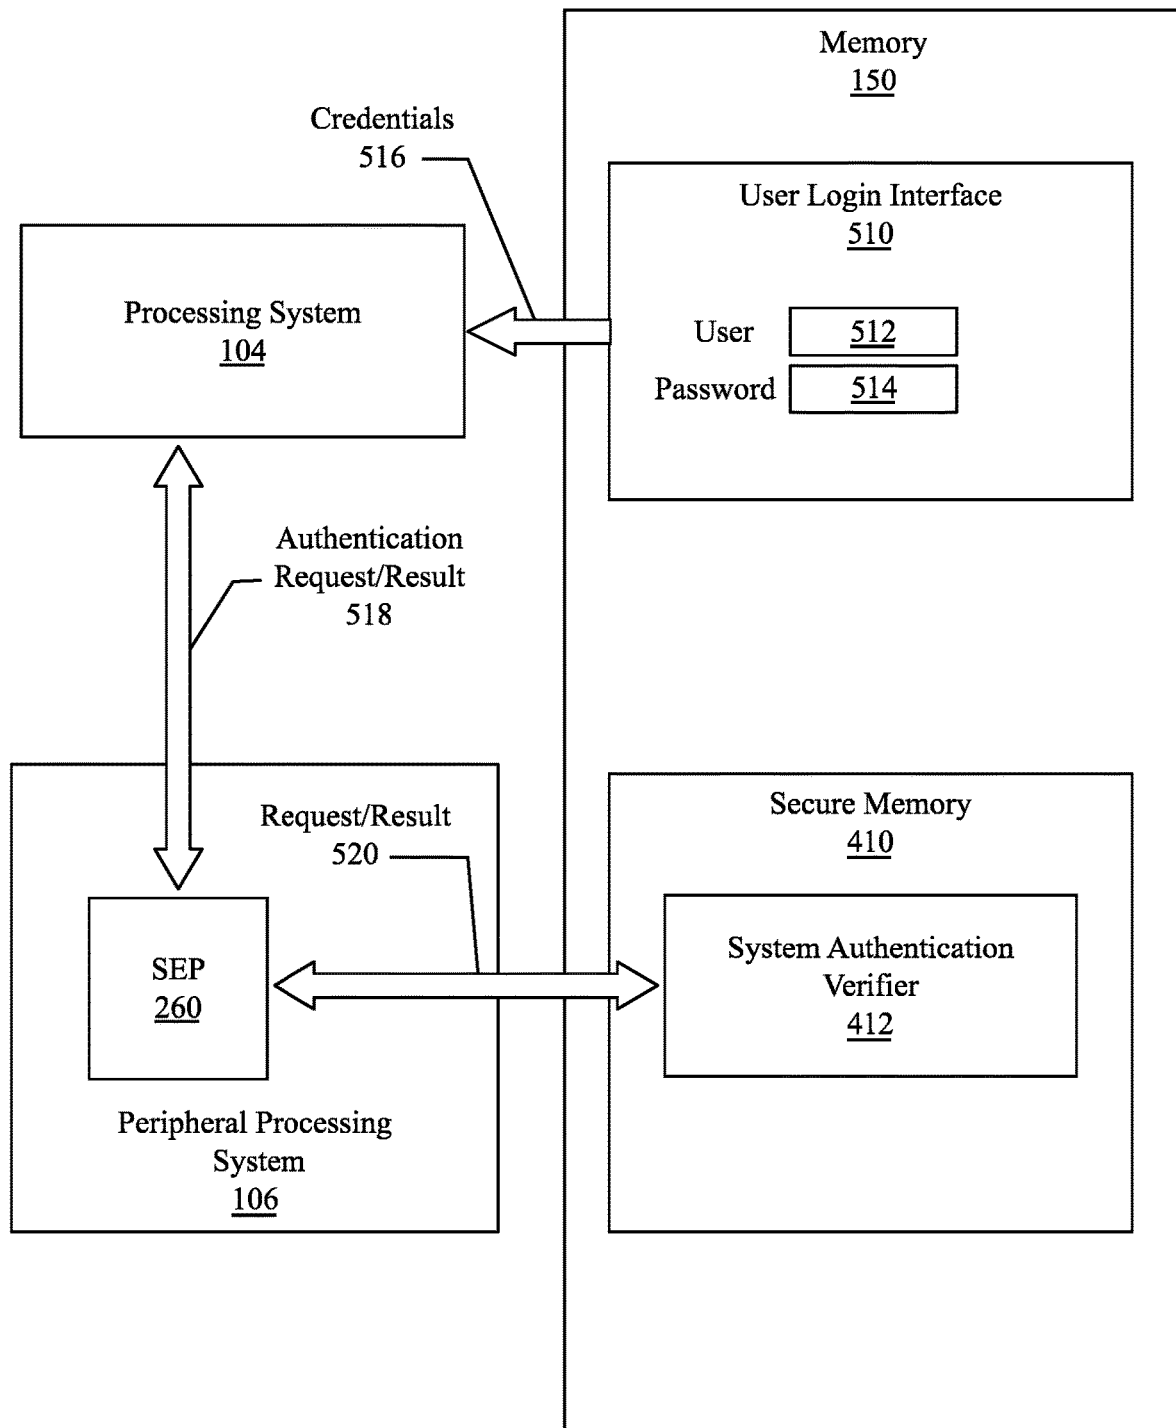 Memory
150
Credentials
516
User Login Interface
510
Processing System
104
User
512
Password
514
Authentication
Request/Result
518
Request/Result
520
Secure Memory
410
SEP
260
System Authentication
Verifier
412
Peripheral Processing
System
106